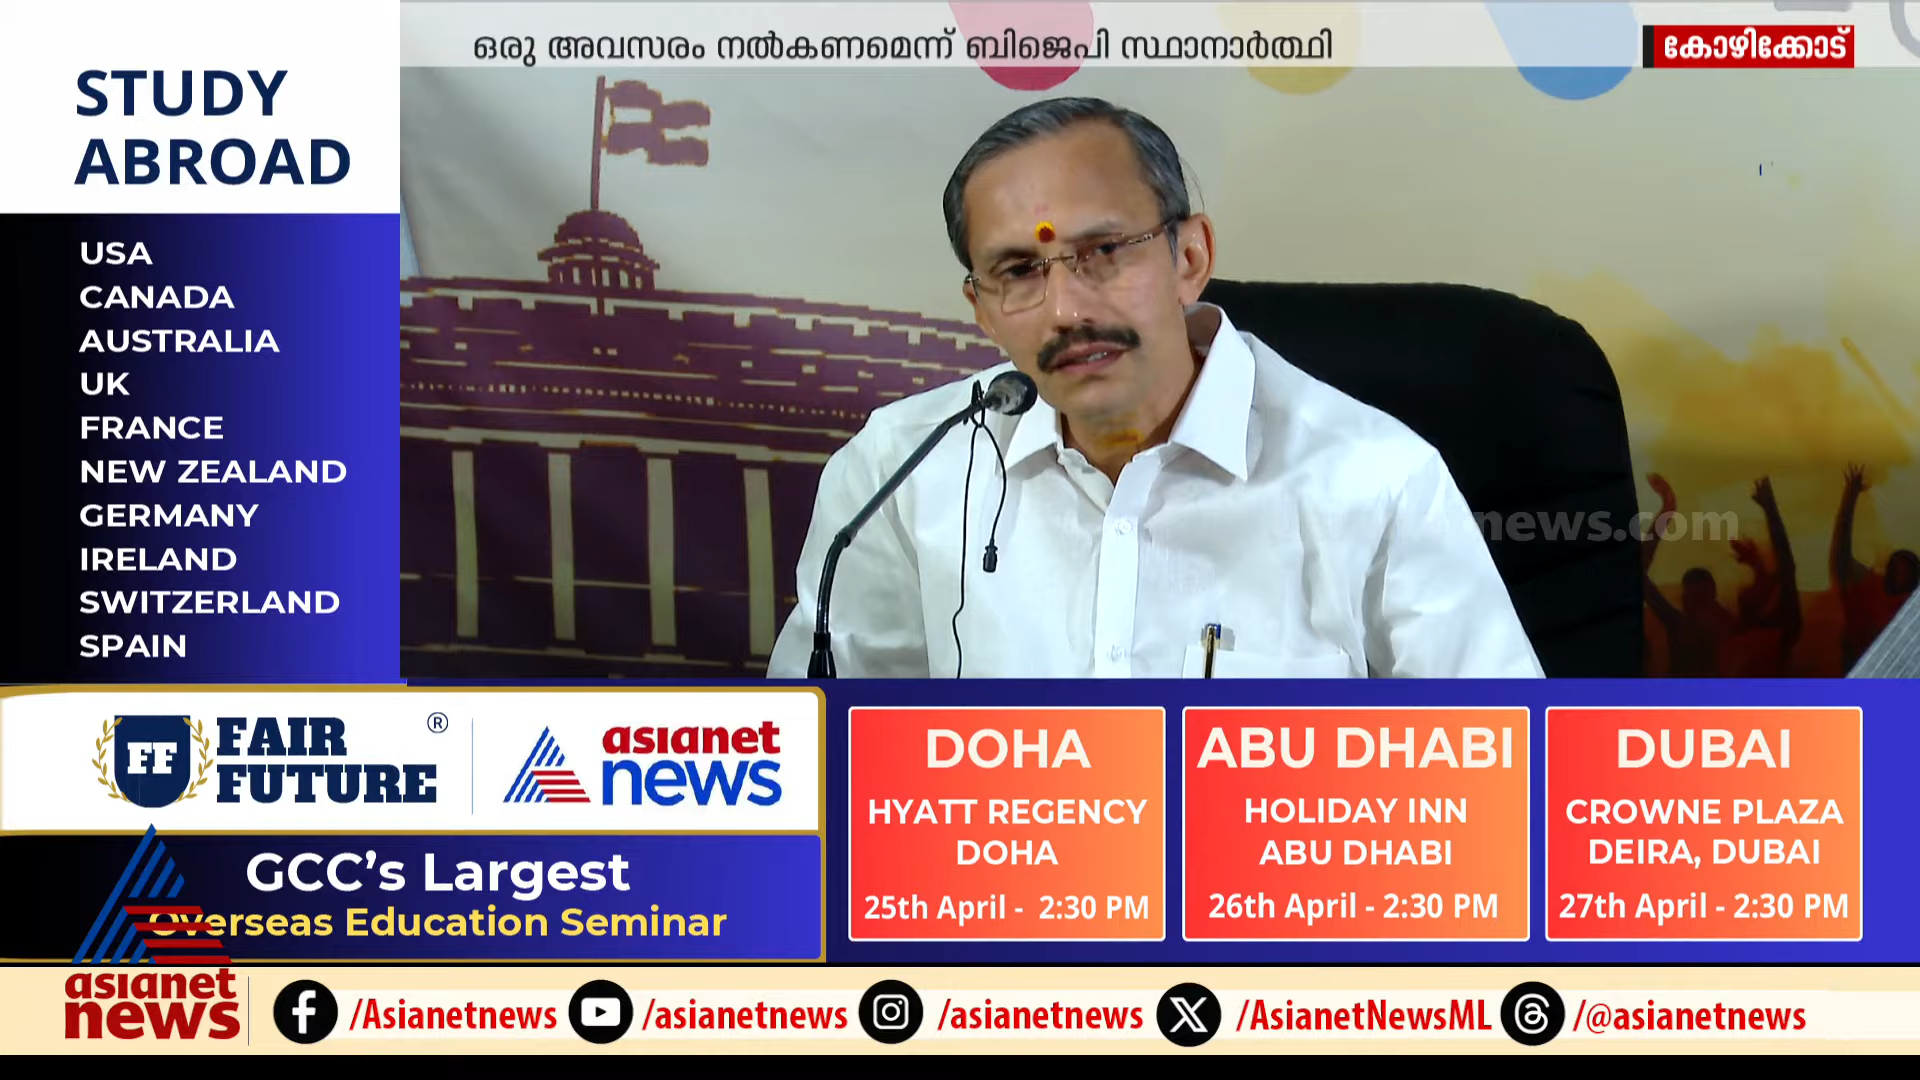 ഒരു അവസരം നൽകണമെന്ന് ബിജെപി സ്ഥാനാർത്ഥി
കോഴിക്കോട്
STUDY
ABROAD
USA
CANADA
AUSTRALIA
UK
FRANCE
NEW ZEALAND
GERMANY
IRELAND
SWITZERLAND
SPAIN
news.com
FF
FAIR
FUTURE
®
asianet
news
GCC’s Largest
Overseas Education Seminar
DOHA
HYATT REGENCY
DOHA
25th April - 2:30 PM
ABU DHABI
HOLIDAY INN
ABU DHABI
26th April - 2:30 PM
DUBAI
CROWNE PLAZA
DEIRA, DUBAI
27th April - 2:30 PM
asianet
news
/Asianetnews
/asianetnews
/asianetnews
/AsianetNewsML
/@asianetnews